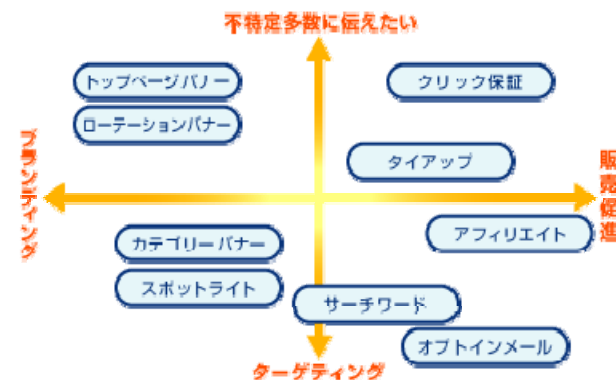 不特定多数に伝えたい
トップページバナー
クリック保証
ローテーションバナー
タイアップ
ブランディング
販売促進
カテゴリーバナー
アフィリエイト
スポットライト
サーチワード
オプトインメール
ターゲティング